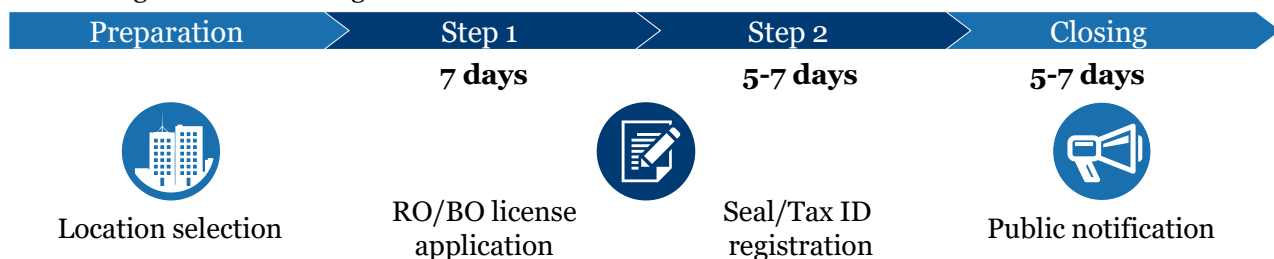 Preparation
Step 1
Step 2
Closing
7 days
5-7 days
5-7 days
Location selection
RO/BO license
application
Seal/Tax ID
registration
Public notification